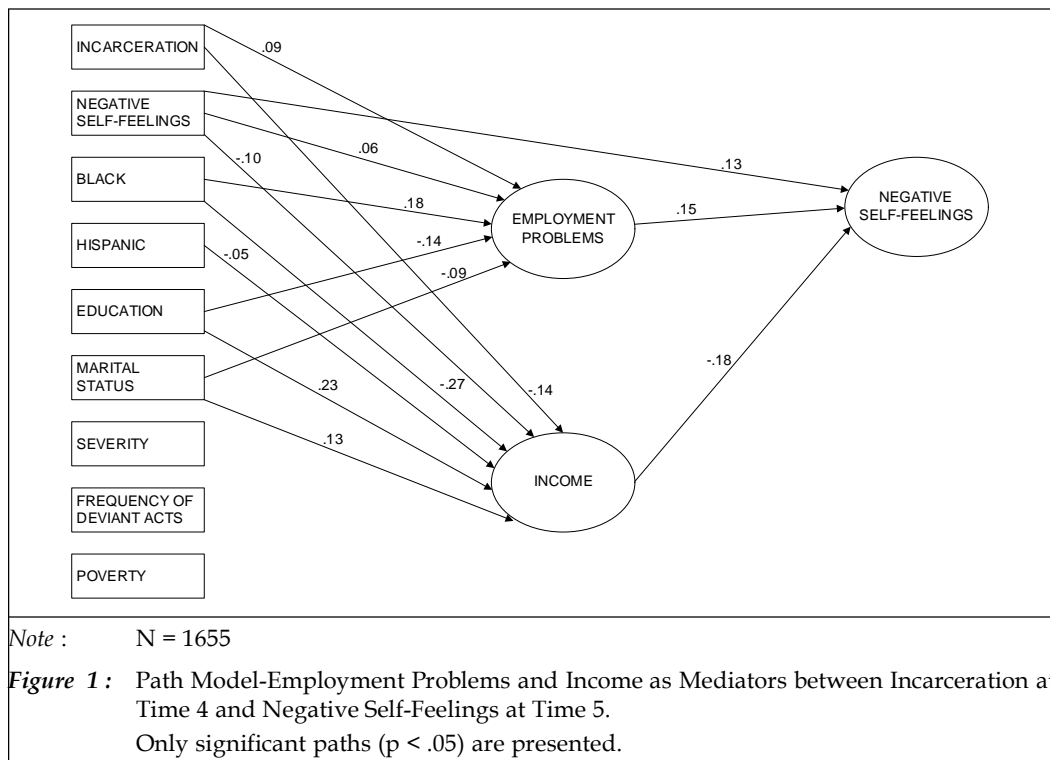 INCARCERATION
NEGATIVE
SELF-FEELINGS
BLACK
HISPANIC
EDUCATION
MARITAL
STATUS
SEVERITY
FREQUENCY OF
DEVIANT ACTS
POVERTY
.09
.06
-.10
.18
-.14
-.05
-.09
.23
-.27
-.14
.13
EMPLOYMENT
PROBLEMS
INCOME
.13
.15
-.18
NEGATIVE
SELF-FEELINGS
Note : N = 1655
Figure 1 : Path Model-Employment Problems and Income as Mediators between Incarceration at
Time 4 and Negative Self-Feelings at Time 5.
Only significant paths (p < .05) are presented.